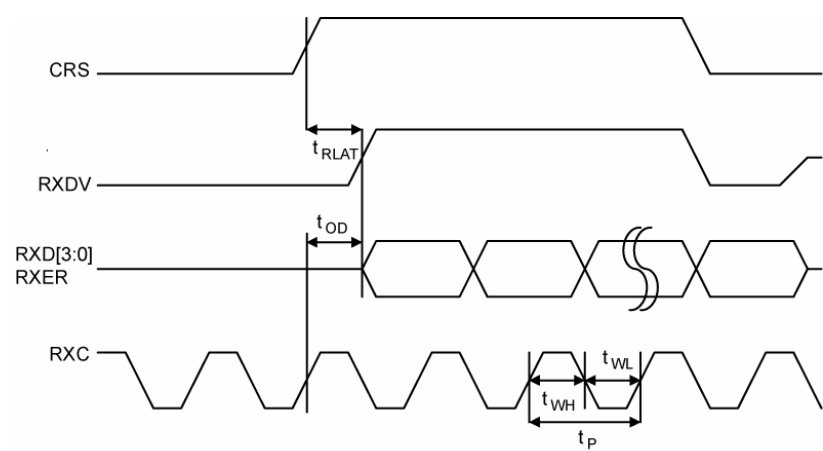 CRS
tRLAT
RXDV
tOD
RXD[3:0]
RXER
RXC
tWL
tWH
tP